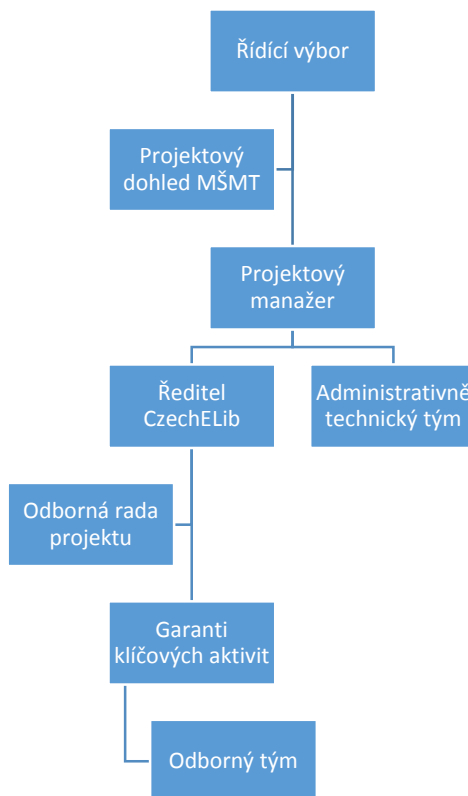 Řídící výbor
Projektový
dohled MŠMT
Projektový
manažer
Ředitel
CzechELib
Administrativně
technický tým
Odborná rada
projektu
Garanti
klíčových aktivit
Odborný tým